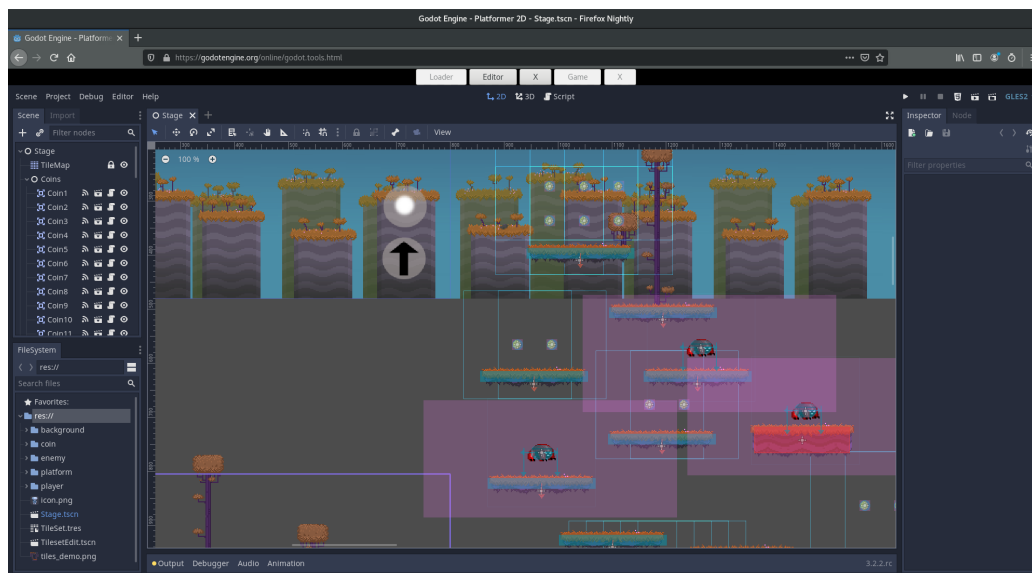 Godot Engine - Platformer 2D - Stage.tscn - Firefox Nightly
Godot Engine - Platforme
https://godotengine.org/online/godot.tools.html
Loader Editor X Game X
Scene Project Debug Editor Help 2D 3D Script GLES2
Scene Import Stage Inspector Node
Filter nodes View
Stage
TileMap 100 % Filter properties
Coins
Coin1
Coin2
Coin3
Coin4
Coin5
Coin6
Coin7
Coin8
Coin9
Coin10
Coin11
FileSystem
res://
Search files
Favorites:
res://
background
coin
enemy
platform
player
icon.png
Stage.tscn
TileSet.tres
TilesetEdit.tscn
tiles_demo.png
Output Debugger Audio Animation 3.2.2.rc